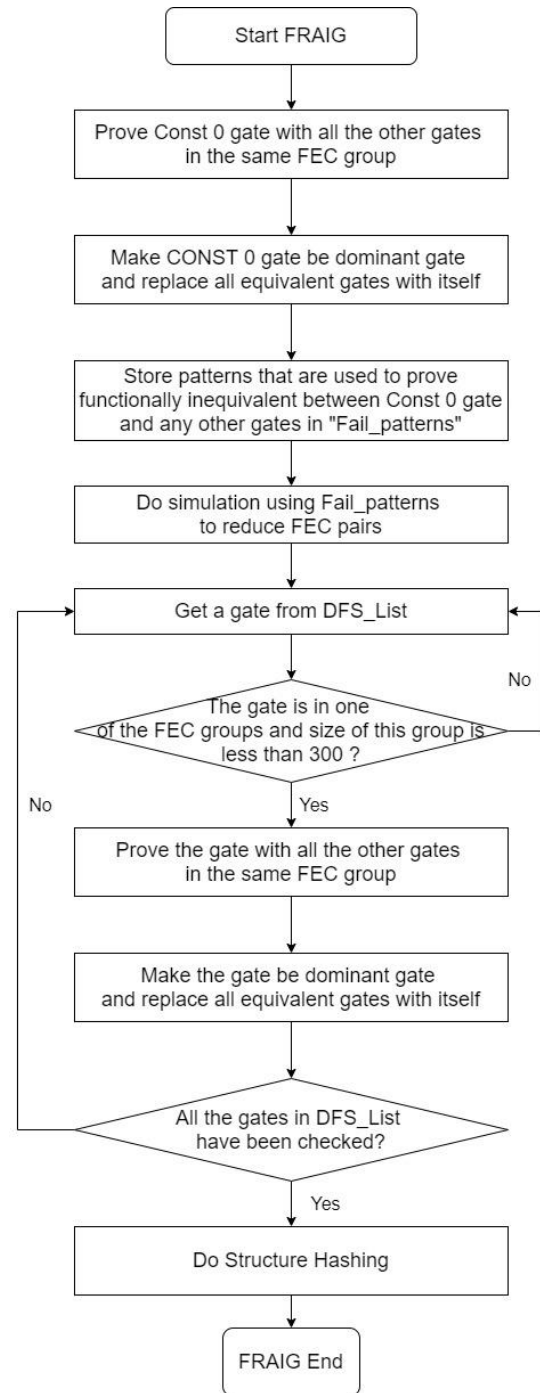 Start FRAIG
Prove Const 0 gate with all the other gates
in the same FEC group
Make CONST 0 gate be dominant gate
and replace all equivalent gates with itself
Store patterns that are used to prove
functionally inequivalent between Const 0 gate
and any other gates in "Fail_patterns"
Do simulation using Fail_patterns
to reduce FEC pairs
Get a gate from DFS_List
The gate is in one
of the FEC groups and size of this group is
less than 300 ?
No
No
Yes
Prove the gate with all the other gates
in the same FEC group
Make the gate be dominant gate
and replace all equivalent gates with itself
All the gates in DFS_List
have been checked?
Yes
Do Structure Hashing
FRAIG End